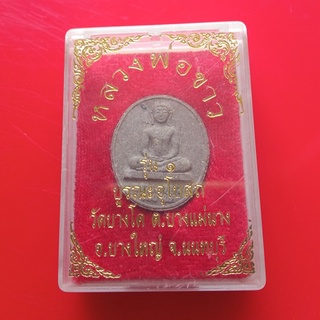 หลวงพ่อขาว
รุ่น ๑
บูรณะอุโบสถ
วัดบางโค ต.บางแม่นาง
อ.บางใหญ่ จ.นนทบุรี